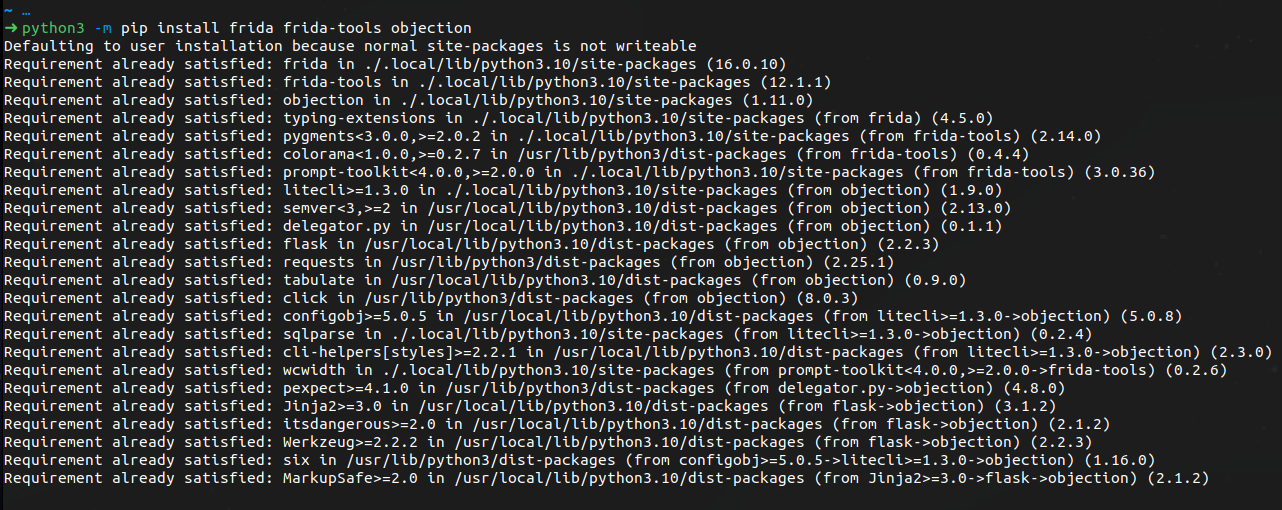 ~ …
➜ python3 -m pip install frida frida-tools objection
Defaulting to user installation because normal site-packages is not writeable
Requirement already satisfied: frida in ./.local/lib/python3.10/site-packages (16.0.10)
Requirement already satisfied: frida-tools in ./.local/lib/python3.10/site-packages (12.1.1)
Requirement already satisfied: objection in ./.local/lib/python3.10/site-packages (1.11.0)
Requirement already satisfied: typing-extensions in ./.local/lib/python3.10/site-packages (from frida) (4.5.0)
Requirement already satisfied: pygments<3.0.0,>=2.0.2 in ./.local/lib/python3.10/site-packages (from frida-tools) (2.14.0)
Requirement already satisfied: colorama<1.0.0,>=0.2.7 in /usr/lib/python3/dist-packages (from frida-tools) (0.4.4)
Requirement already satisfied: prompt-toolkit<4.0.0,>=2.0.0 in ./.local/lib/python3.10/site-packages (from frida-tools) (3.0.36)
Requirement already satisfied: litecli>=1.3.0 in ./.local/lib/python3.10/site-packages (from objection) (1.9.0)
Requirement already satisfied: semver<3,>=2 in /usr/local/lib/python3.10/dist-packages (from objection) (2.13.0)
Requirement already satisfied: delegator.py in /usr/local/lib/python3.10/dist-packages (from objection) (0.1.1)
Requirement already satisfied: flask in /usr/local/lib/python3.10/dist-packages (from objection) (2.2.3)
Requirement already satisfied: requests in /usr/lib/python3/dist-packages (from objection) (2.25.1)
Requirement already satisfied: tabulate in /usr/local/lib/python3.10/dist-packages (from objection) (0.9.0)
Requirement already satisfied: click in /usr/lib/python3/dist-packages (from objection) (8.0.3)
Requirement already satisfied: configobj>=5.0.5 in /usr/local/lib/python3.10/dist-packages (from litecli>=1.3.0->objection) (5.0.8)
Requirement already satisfied: sqlparse in ./.local/lib/python3.10/site-packages (from litecli>=1.3.0->objection) (0.2.4)
Requirement already satisfied: cli-helpers[styles]>=2.2.1 in /usr/local/lib/python3.10/dist-packages (from litecli>=1.3.0->objection) (2.3.0)
Requirement already satisfied: wcwidth in ./.local/lib/python3.10/site-packages (from prompt-toolkit<4.0.0,>=2.0.0->frida-tools) (0.2.6)
Requirement already satisfied: pexpect>=4.1.0 in /usr/lib/python3/dist-packages (from delegator.py->objection) (4.8.0)
Requirement already satisfied: Jinja2>=3.0 in /usr/local/lib/python3.10/dist-packages (from flask->objection) (3.1.2)
Requirement already satisfied: itsdangerous>=2.0 in /usr/local/lib/python3.10/dist-packages (from flask->objection) (2.1.2)
Requirement already satisfied: Werkzeug>=2.2.2 in /usr/local/lib/python3.10/dist-packages (from flask->objection) (2.2.3)
Requirement already satisfied: six in /usr/lib/python3/dist-packages (from configobj>=5.0.5->litecli>=1.3.0->objection) (1.16.0)
Requirement already satisfied: MarkupSafe>=2.0 in /usr/local/lib/python3.10/dist-packages (from Jinja2>=3.0->flask->objection) (2.1.2)